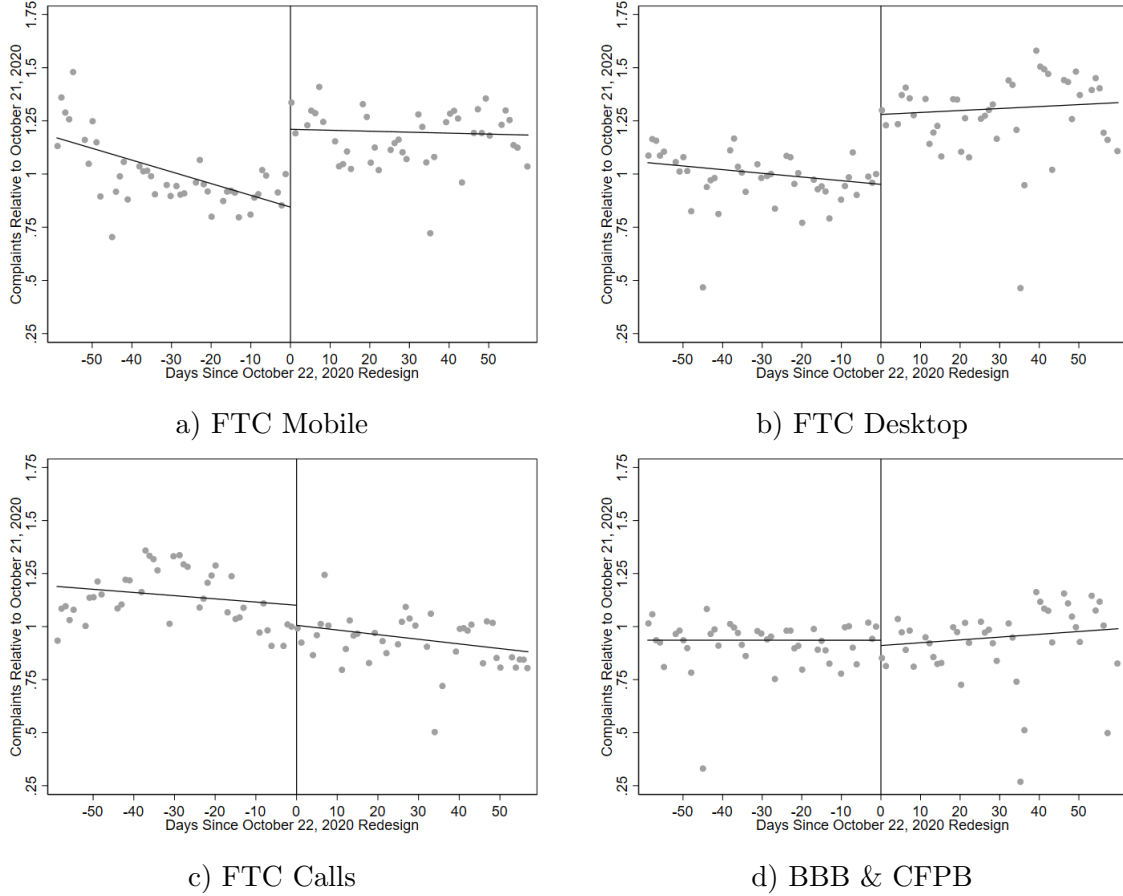 Complaints Relative to October 21, 2020
.25 .5 .75 1 1.25 1.5 1.75
-50 -40 -30 -20 -10 0 10 20 30 40 50
Days Since October 22, 2020 Redesign
a) FTC Mobile
Complaints Relative to October 21, 2020
.25 .5 .75 1 1.25 1.5 1.75
-50 -40 -30 -20 -10 0 10 20 30 40 50
Days Since October 22, 2020 Redesign
b) FTC Desktop
Complaints Relative to October 21, 2020
.25 .5 .75 1 1.25 1.5 1.75
-50 -40 -30 -20 -10 0 10 20 30 40 50
Days Since October 22, 2020 Redesign
c) FTC Calls
Complaints Relative to October 21, 2020
.25 .5 .75 1 1.25 1.5 1.75
-50 -40 -30 -20 -10 0 10 20 30 40 50
Days Since October 22, 2020 Redesign
d) BBB & CFPB